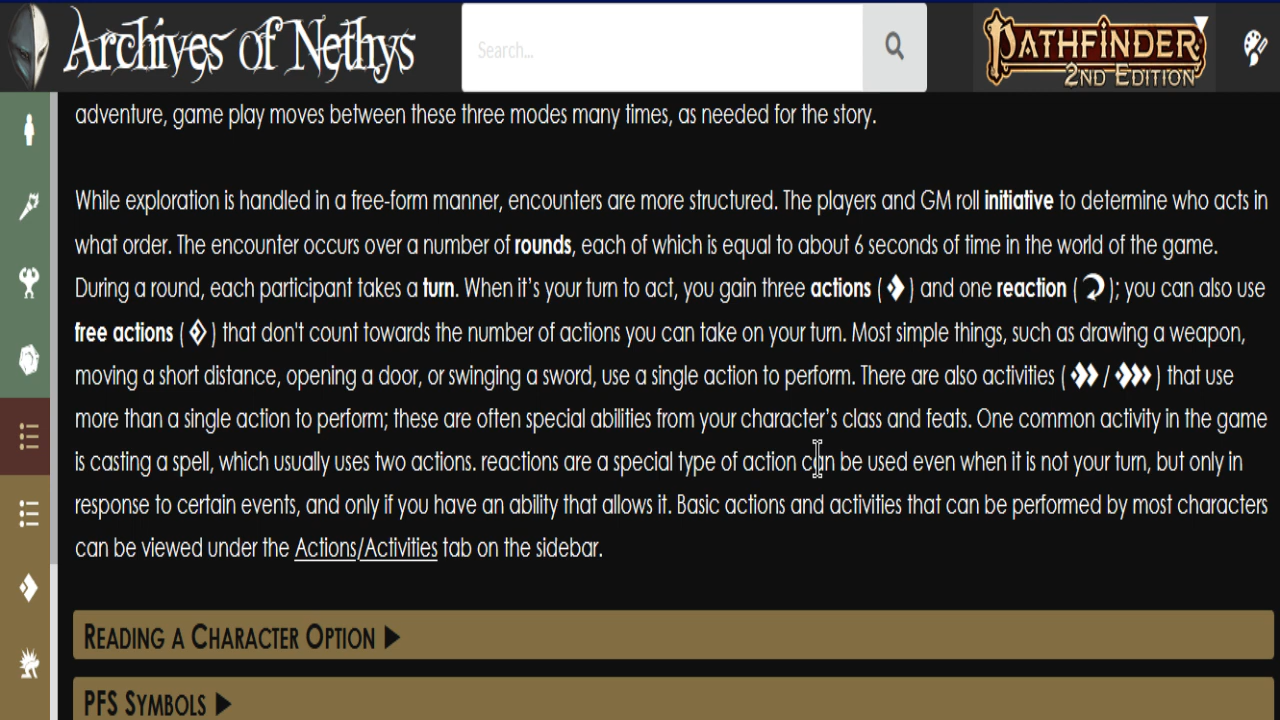 Archives of Nethys
Search...
PATHFINDER
2ND EDITION
adventure, game play moves between these three modes many times, as needed for the story.
While exploration is handled in a free-form manner, encounters are more structured. The players and GM roll initiative to determine who acts in
what order. The encounter occurs over a number of rounds, each of which is equal to about 6 seconds of time in the world of the game.
During a round, each participant takes a turn. When it's your turn to act, you gain three actions ( ) and one reaction ( ); you can also use
free actions ( ) that don't count towards the number of actions you can take on your turn. Most simple things, such as drawing a weapon,
moving a short distance, opening a door, or swinging a sword, use a single action to perform. There are also activities ( / ) that use
more than a single action to perform; these are often special abilities from your character's class and feats. One common activity in the game
is casting a spell, which usually uses two actions. reactions are a special type of action can be used even when it is not your turn, but only in
response to certain events, and only if you have an ability that allows it. Basic actions and activities that can be performed by most characters
can be viewed under the Actions/Activities tab on the sidebar.
READING A CHARACTER OPTION
PFS SYMBOLS